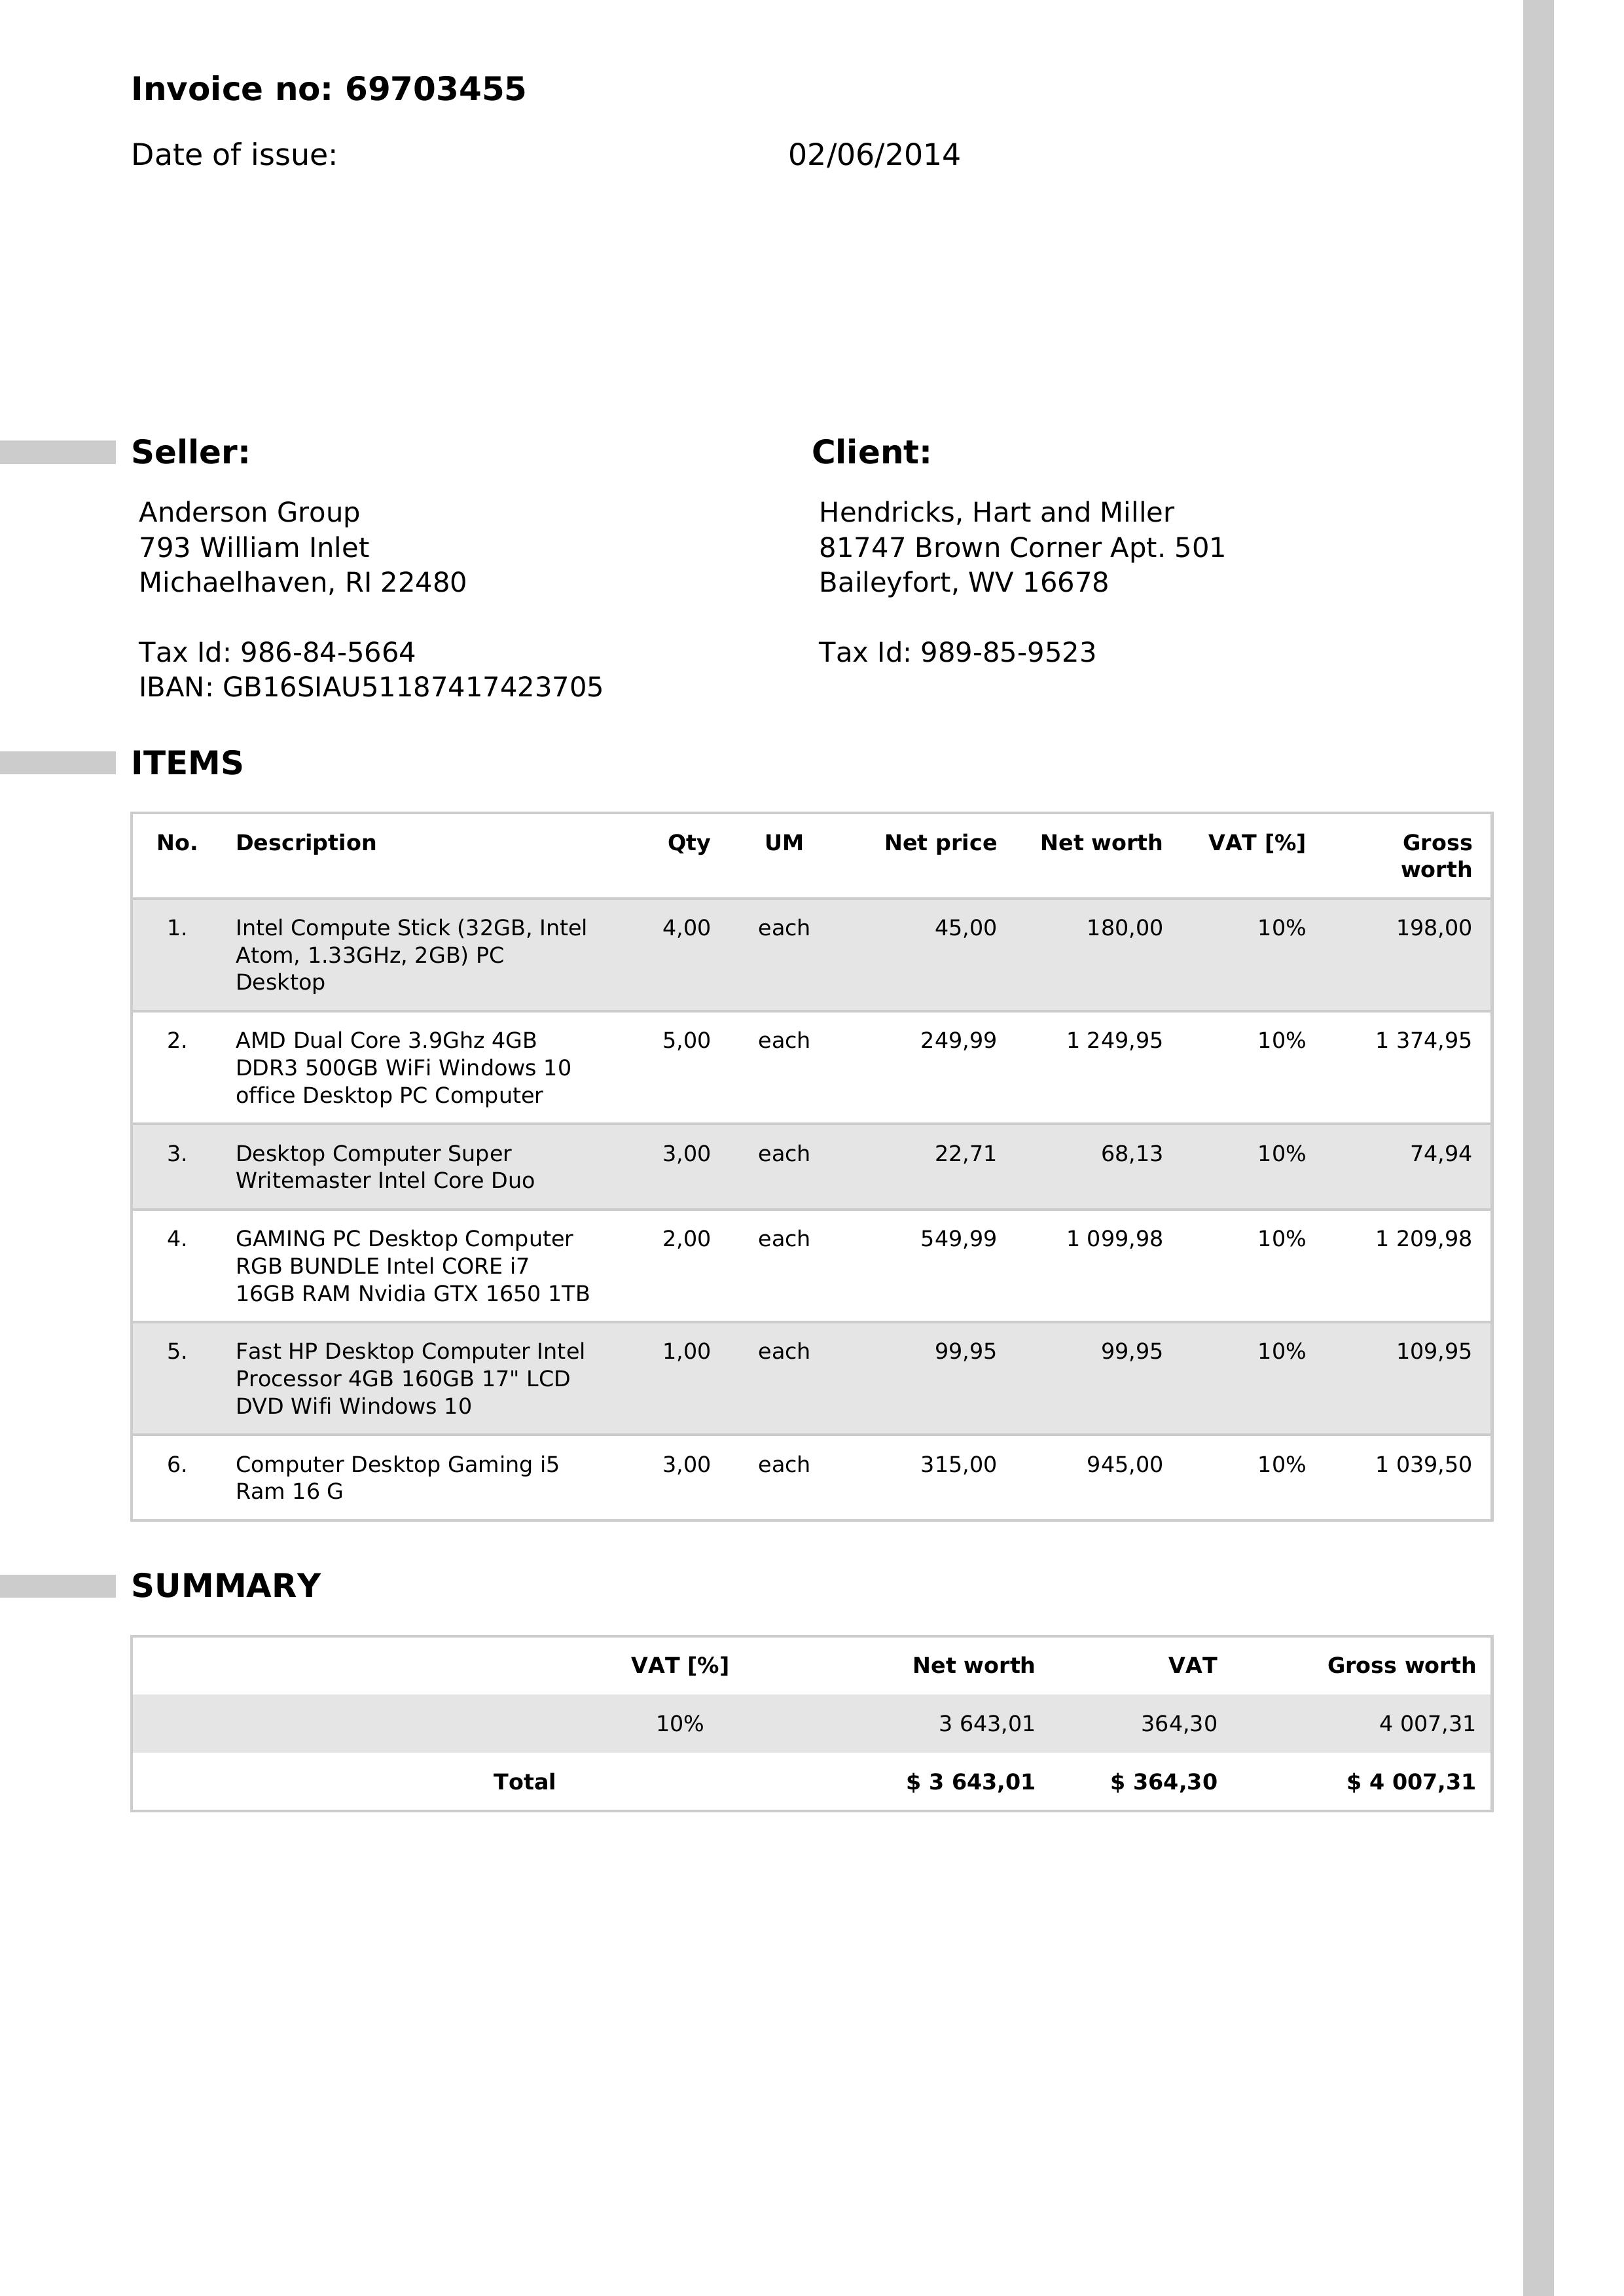 Invoice no: 69703455
Date of issue: 02/06/2014
Seller:
Anderson Group
793 William Inlet
Michaelhaven, RI 22480
Tax Id: 986-84-5664
IBAN: GB16SIAU51187417423705
Client:
Hendricks, Hart and Miller
81747 Brown Corner Apt. 501
Baileyfort, WV 16678
Tax Id: 989-85-9523
ITEMS
No. Description Qty UM Net price Net worth VAT [%] Gross
worth
1. Intel Compute Stick (32GB, Intel 4,00 each 45,00 180,00 10% 198,00
Atom, 1.33GHz, 2GB) PC
Desktop
2. AMD Dual Core 3.9Ghz 4GB 5,00 each 249,99 1 249,95 10% 1 374,95
DDR3 500GB WiFi Windows 10
office Desktop PC Computer
3. Desktop Computer Super 3,00 each 22,71 68,13 10% 74,94
Writemaster Intel Core Duo
4. GAMING PC Desktop Computer 2,00 each 549,99 1 099,98 10% 1 209,98
RGB BUNDLE Intel CORE i7
16GB RAM Nvidia GTX 1650 1TB
5. Fast HP Desktop Computer Intel 1,00 each 99,95 99,95 10% 109,95
Processor 4GB 160GB 17" LCD
DVD Wifi Windows 10
6. Computer Desktop Gaming i5 3,00 each 315,00 945,00 10% 1 039,50
Ram 16 G
SUMMARY
VAT [%] Net worth VAT Gross worth
10% 3 643,01 364,30 4 007,31
Total $ 3 643,01 $ 364,30 $ 4 007,31